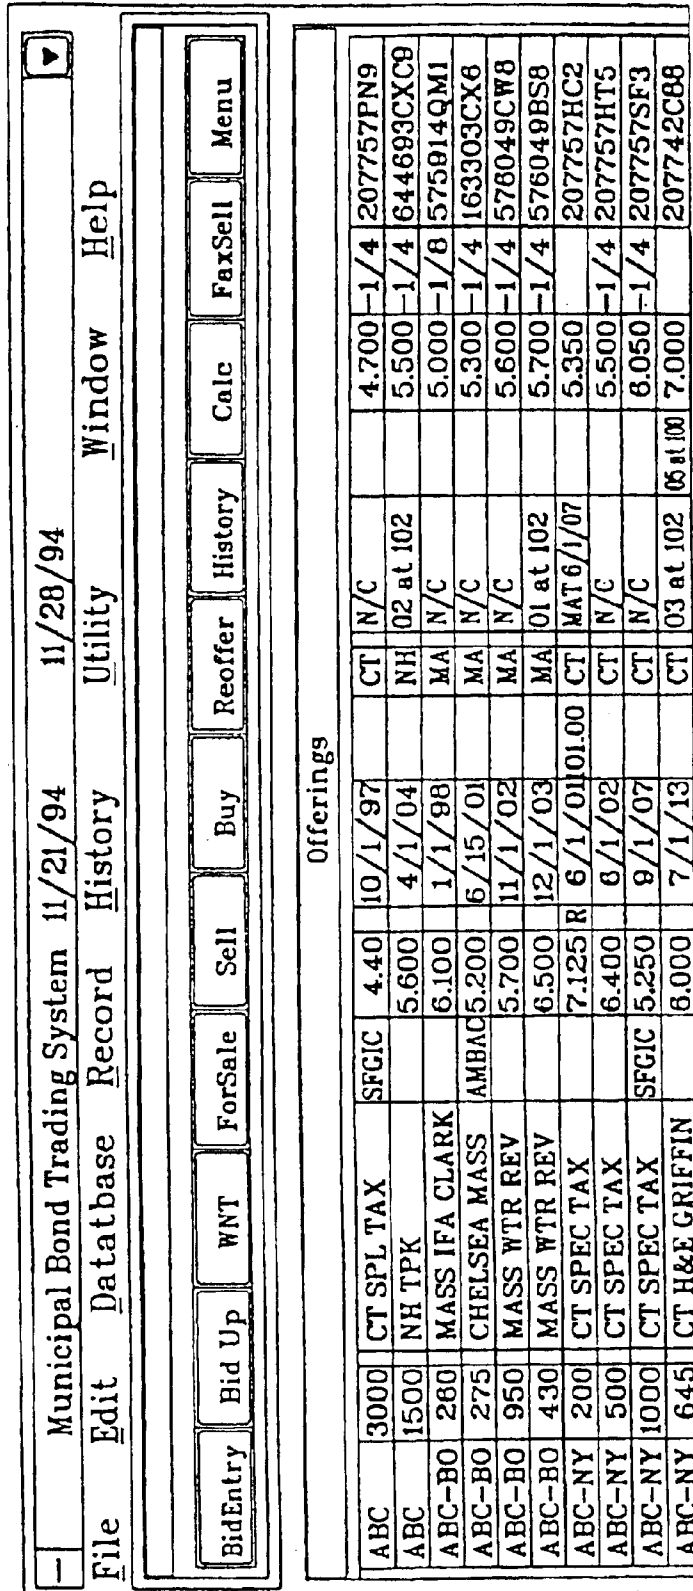 Municipal Bond Trading System 11/21/94 11/28/94
File Edit Datatbase Record History Utility Window Help
BidEntry Bid Up WNT ForSale Sell Buy Reoffer History Calc FaxSell Menu
Offerings
ABC 3000 CT SPL TAX SFGIC 4.40 10/1/97 CT N/C 4.700 -1/4 207757PN9
ABC 1500 NH TPK 5.600 4/1/04 NH 02 at 102 5.500 -1/4 644693CXC9
ABC-BO 260 MASS IFA CLARK 6.100 1/1/98 MA N/C 5.000 -1/8 575914QM1
ABC-BO 275 CHELSEA MASS AMBAC 5.200 6/15/01 MA N/C 5.300 -1/4 163303CX6
ABC-BO 950 MASS WTR REV 5.700 11/1/02 MA N/C 5.600 -1/4 576049CW8
ABC-BO 430 MASS WTR REV 6.500 12/1/03 MA 01 at 102 5.700 -1/4 576049BS8
ABC-NY 200 CT SPEC TAX 7.125 R 6/1/01 101.00 CT MAT 6/1/07 5.350 207757HC2
ABC-NY 500 CT SPEC TAX 6.400 6/1/02 CT N/C 5.500 -1/4 207757HT5
ABC-NY 1000 CT SPEC TAX SFGIC 5.250 9/1/07 CT N/C 6.050 -1/4 207757SF3
ABC-NY 645 CT H&E GRIFFIN 6.000 7/1/13 CT 03 at 102 05 at 100 7.000 207742CB8